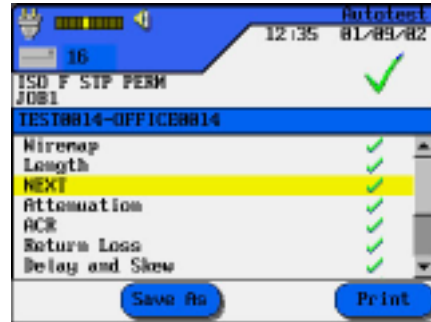 Autotest
12:35 01/09/02
16
ISO F STP PERM
JOB1
TEST0014-OFFICE0014
Wiremap
Length
NEXT
Attenuation
ACR
Return Loss
Delay and Skew
Save As
Print